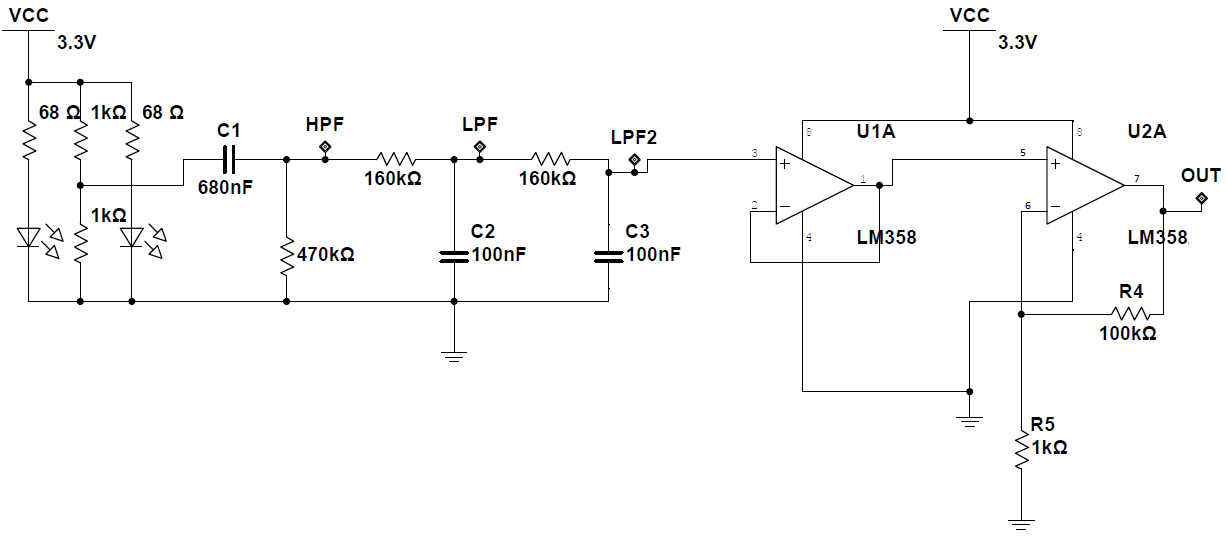 VCC
3.3V
68 Ω
1kΩ
68 Ω
C1
680nF
1kΩ
HPF
470kΩ
160kΩ
LPF
C2
100nF
160kΩ
LPF2
C3
100nF
VCC
3.3V
8
U1A
3
1
2
4
LM358
8
U2A
5
7
6
4
LM358
OUT
R4
100kΩ
R5
1kΩ